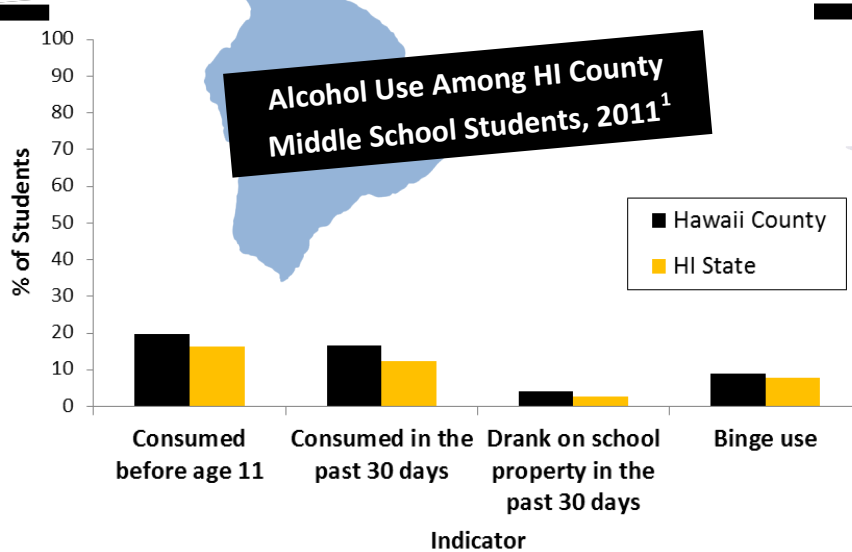 Alcohol Use Among HI County
Middle School Students, 2011¹
% of Students
100
90
80
70
60
50
40
30
20
10
0
Hawaii County
HI State
Consumed
before age 11
Consumed in the
past 30 days
Drank on school
property in the
past 30 days
Binge use
Indicator